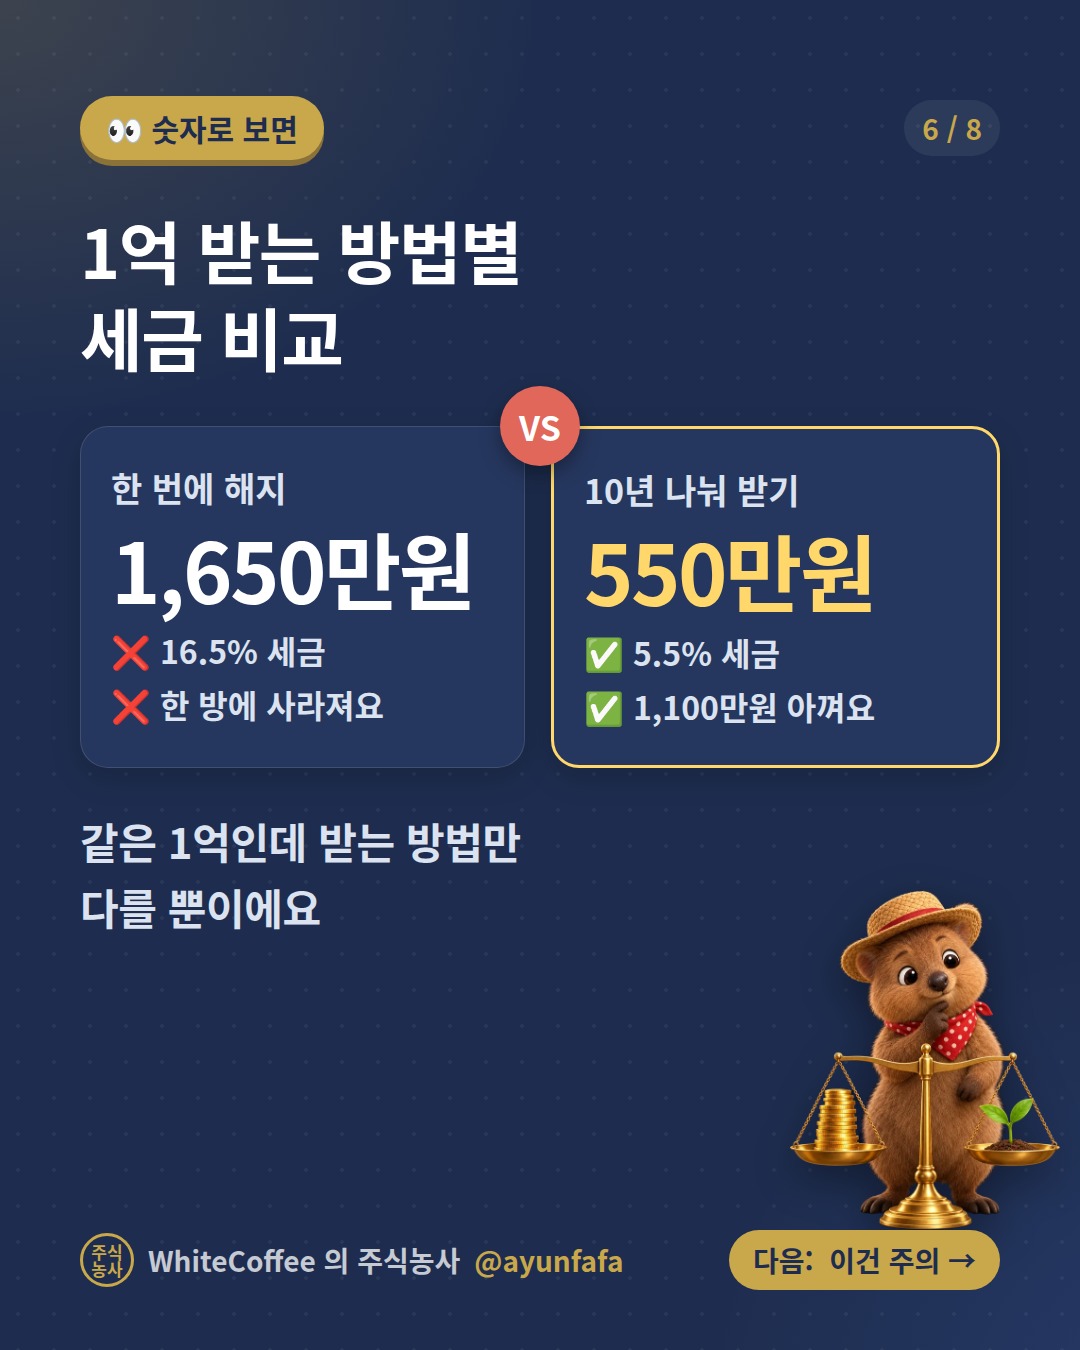 👀 숫자로 보면
6 / 8
1억 받는 방법별
세금 비교
VS
한 번에 해지
1,650만원
❌ 16.5% 세금
❌ 한 방에 사라져요
10년 나눠 받기
550만원
✅ 5.5% 세금
✅ 1,100만원 아껴요
같은 1억인데 받는 방법만
다를 뿐이에요
주식
농사
WhiteCoffee 의 주식농사 @ayunfafa
다음: 이건 주의 →